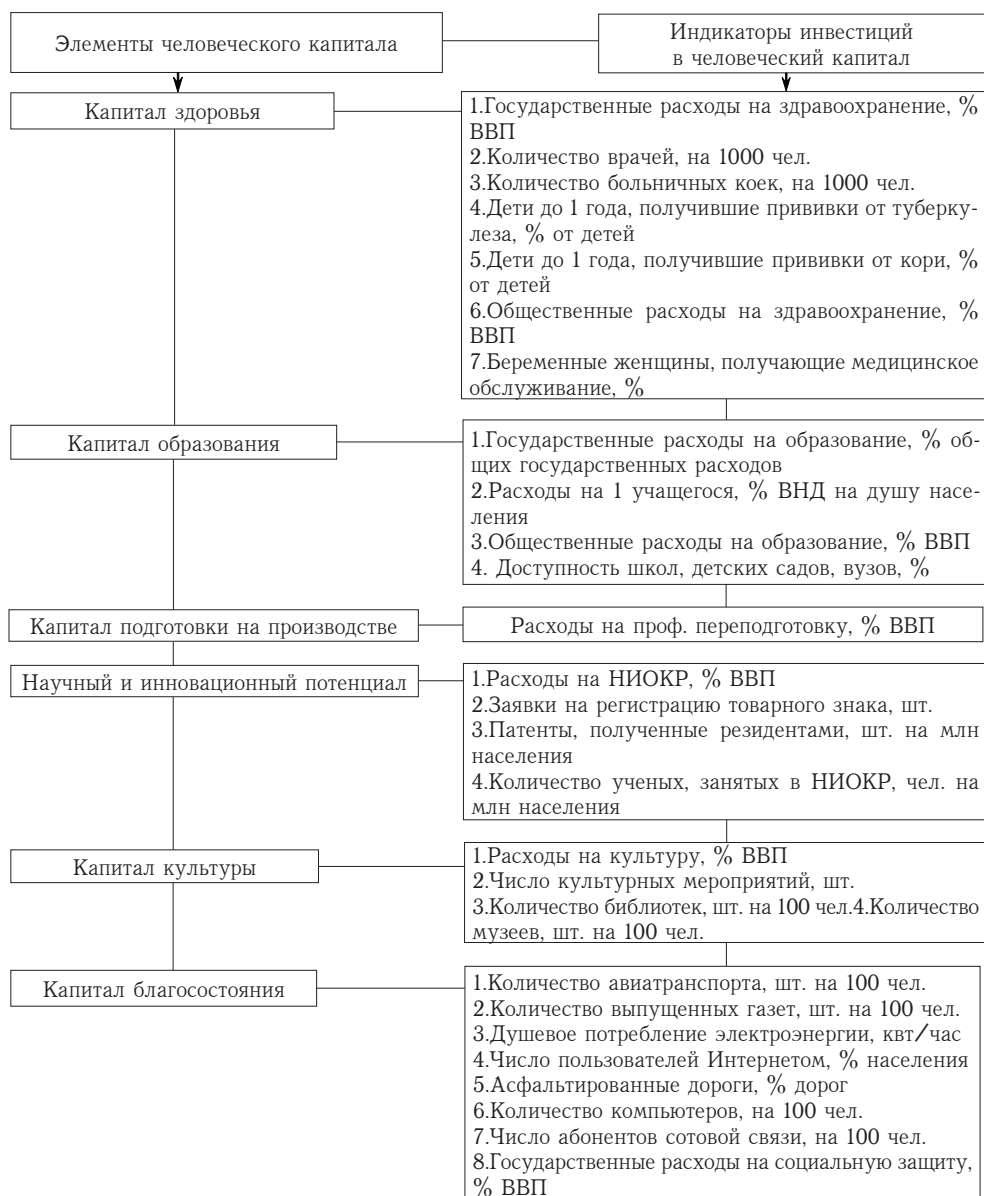 Элементы человеческого капитала
Индикаторы инвестиций
в человеческий капитал
Капитал здоровья
1.Государственные расходы на здравоохранение, %
ВВП
2.Количество врачей, на 1000 чел.
3.Количество больничных коек, на 1000 чел.
4.Дети до 1 года, получившие прививки от туберку-
леза, % от детей
5.Дети до 1 года, получившие прививки от кори, %
от детей
6.Общественные расходы на здравоохранение, %
ВВП
7.Беременные женщины, получающие медицинское
обслуживание, %
Капитал образования
1.Государственные расходы на образование, % об-
щих государственных расходов
2.Расходы на 1 учащегося, % ВНД на душу насе-
ления
3.Общественные расходы на образование, % ВВП
4. Доступность школ, детских садов, вузов, %
Капитал подготовки на производстве
Расходы на проф. переподготовку, % ВВП
Научный и инновационный потенциал
1.Расходы на НИОКР, % ВВП
2.Заявки на регистрацию товарного знака, шт.
3.Патенты, полученные резидентами, шт. на млн
населения
4.Количество ученых, занятых в НИОКР, чел. на
млн населения
Капитал культуры
1.Расходы на культуру, % ВВП
2.Число культурных мероприятий, шт.
3.Количество библиотек, шт. на 100 чел.4.Количество
музеев, шт. на 100 чел.
Капитал благосостояния
1.Количество авиатранспорта, шт. на 100 чел.
2.Количество выпущенных газет, шт. на 100 чел.
3.Душевое потребление электроэнергии, квт/час
4.Число пользователей Интернетом, % населения
5.Асфальтированные дороги, % дорог
6.Количество компьютеров, на 100 чел.
7.Число абонентов сотовой связи, на 100 чел.
8.Государственные расходы на социальную защиту,
% ВВП